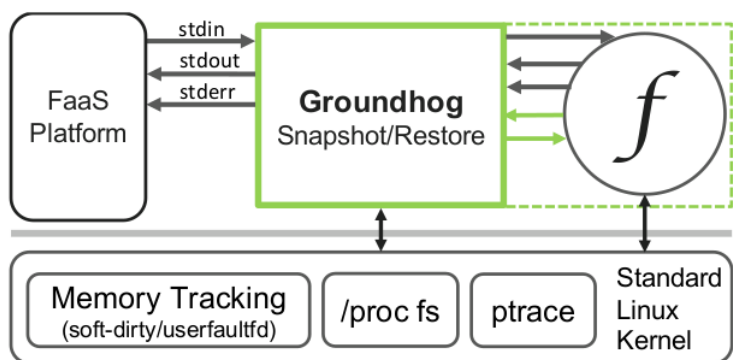 stdin
stdout
stderr
FaaS
Platform
Groundhog
Snapshot/Restore
f
Memory Tracking
(soft-dirty/userfaultfd)
/proc fs
ptrace
Standard
Linux
Kernel